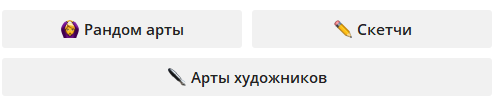 🙆‍♀️ Рандом арты
✏️ Скетчи
🖋️ Арты художников